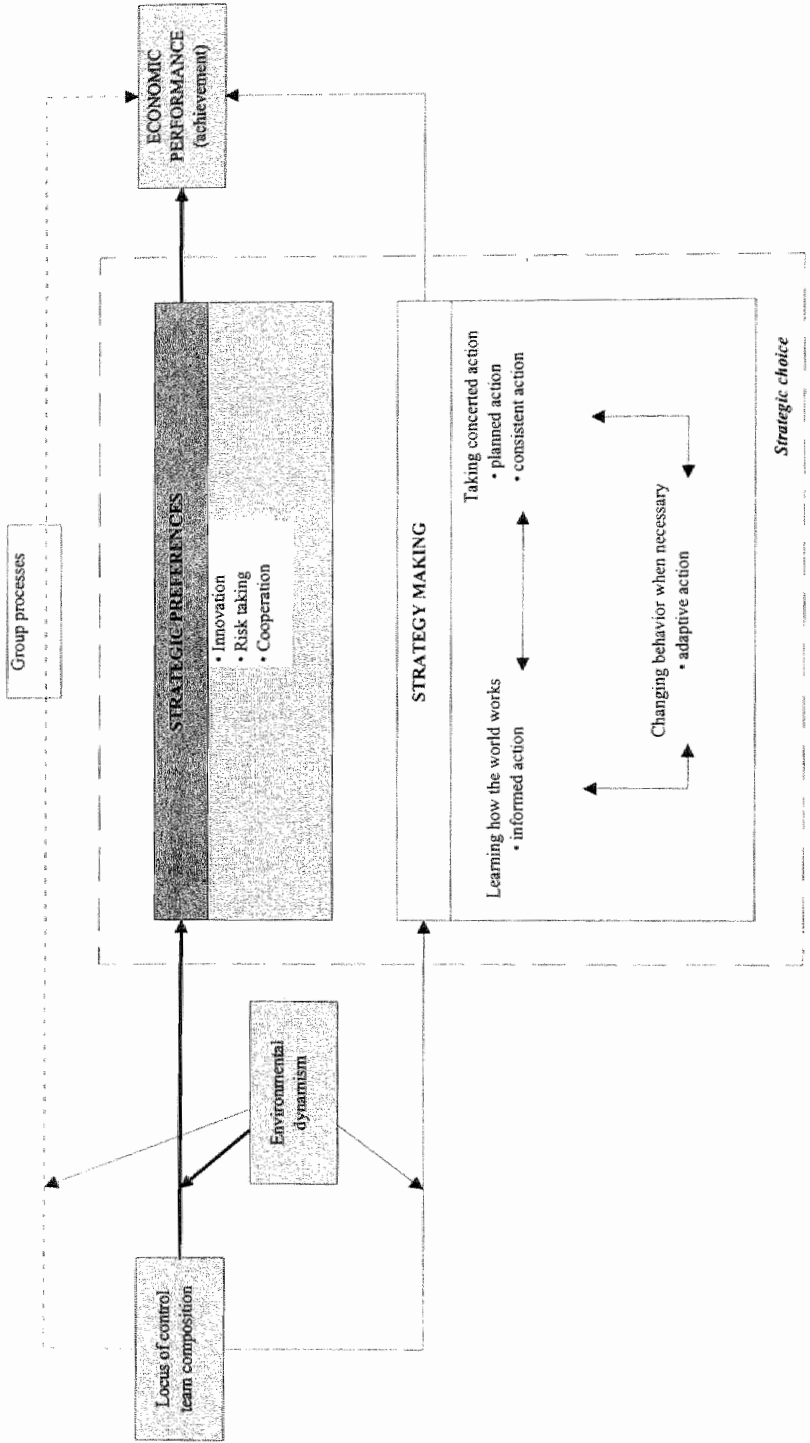 Group processes
Locus of control
team composition
Environmental
dynamism
STRATEGIC PREFERENCES
• Innovation
• Risk taking
• Cooperation
ECONOMIC
PERFORMANCE
(achievement)
STRATEGY MAKING
Learning how the world works
• informed action
Taking concerted action
• planned action
• consistent action
Changing behavior when necessary
• adaptive action
Strategic choice